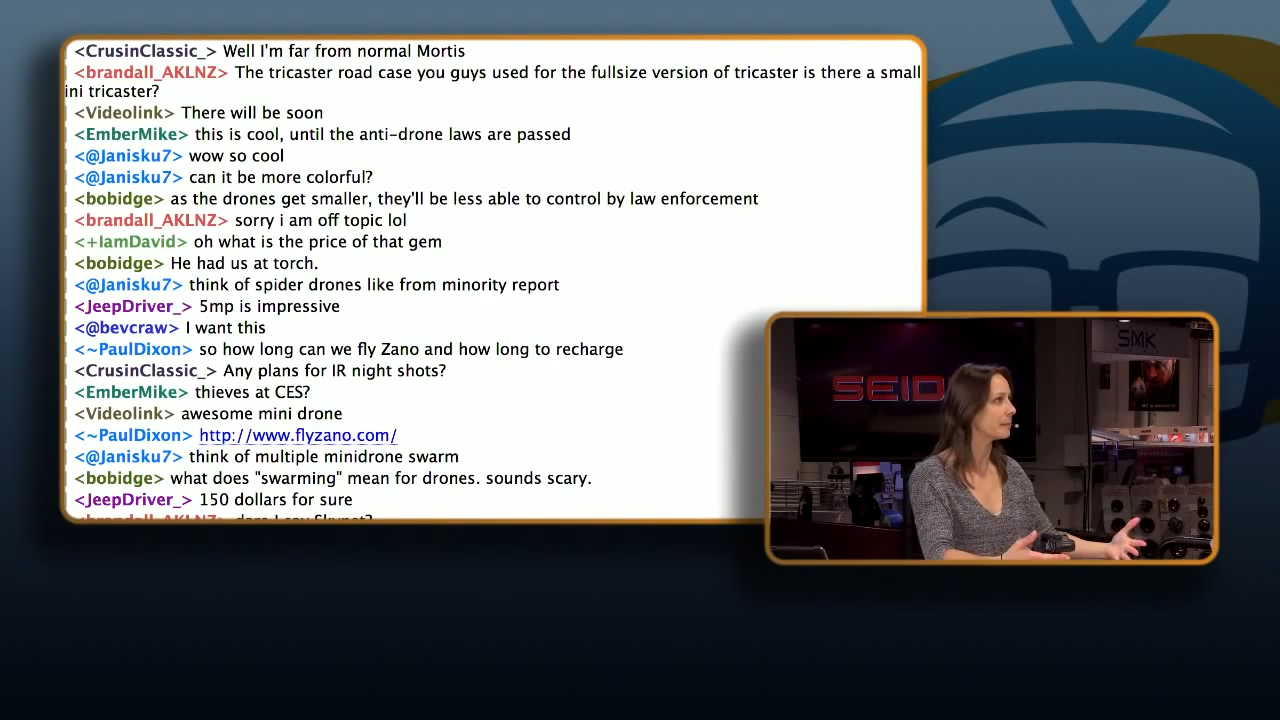 <CrusinClassic_> Well I'm far from normal Mortis
<brandall_AKLNZ> The tricaster road case you guys used for the fullsize version of tricaster is there a small
ini tricaster?
<Videolink> There will be soon
<EmberMike> this is cool, until the anti-drone laws are passed
<@Janisku7> wow so cool
<@Janisku7> can it be more colorful?
<bobidge> as the drones get smaller, they'll be less able to control by law enforcement
<brandall_AKLNZ> sorry i am off topic lol
<+IamDavid> oh what is the price of that gem
<bobidge> He had us at torch.
<@Janisku7> think of spider drones like from minority report
<JeepDriver_> 5mp is impressive
<@bevcraw> I want this
<~PaulDixon> so how long can we fly Zano and how long to recharge
<CrusinClassic_> Any plans for IR night shots?
<EmberMike> thieves at CES?
<Videolink> awesome mini drone
<~PaulDixon> http://www.flyzano.com/
<@Janisku7> think of multiple minidrone swarm
<bobidge> what does "swarming" mean for drones. sounds scary.
<JeepDriver_> 150 dollars for sure
<brandall_AKLNZ> dare I say Skynet?
SEID
SMK